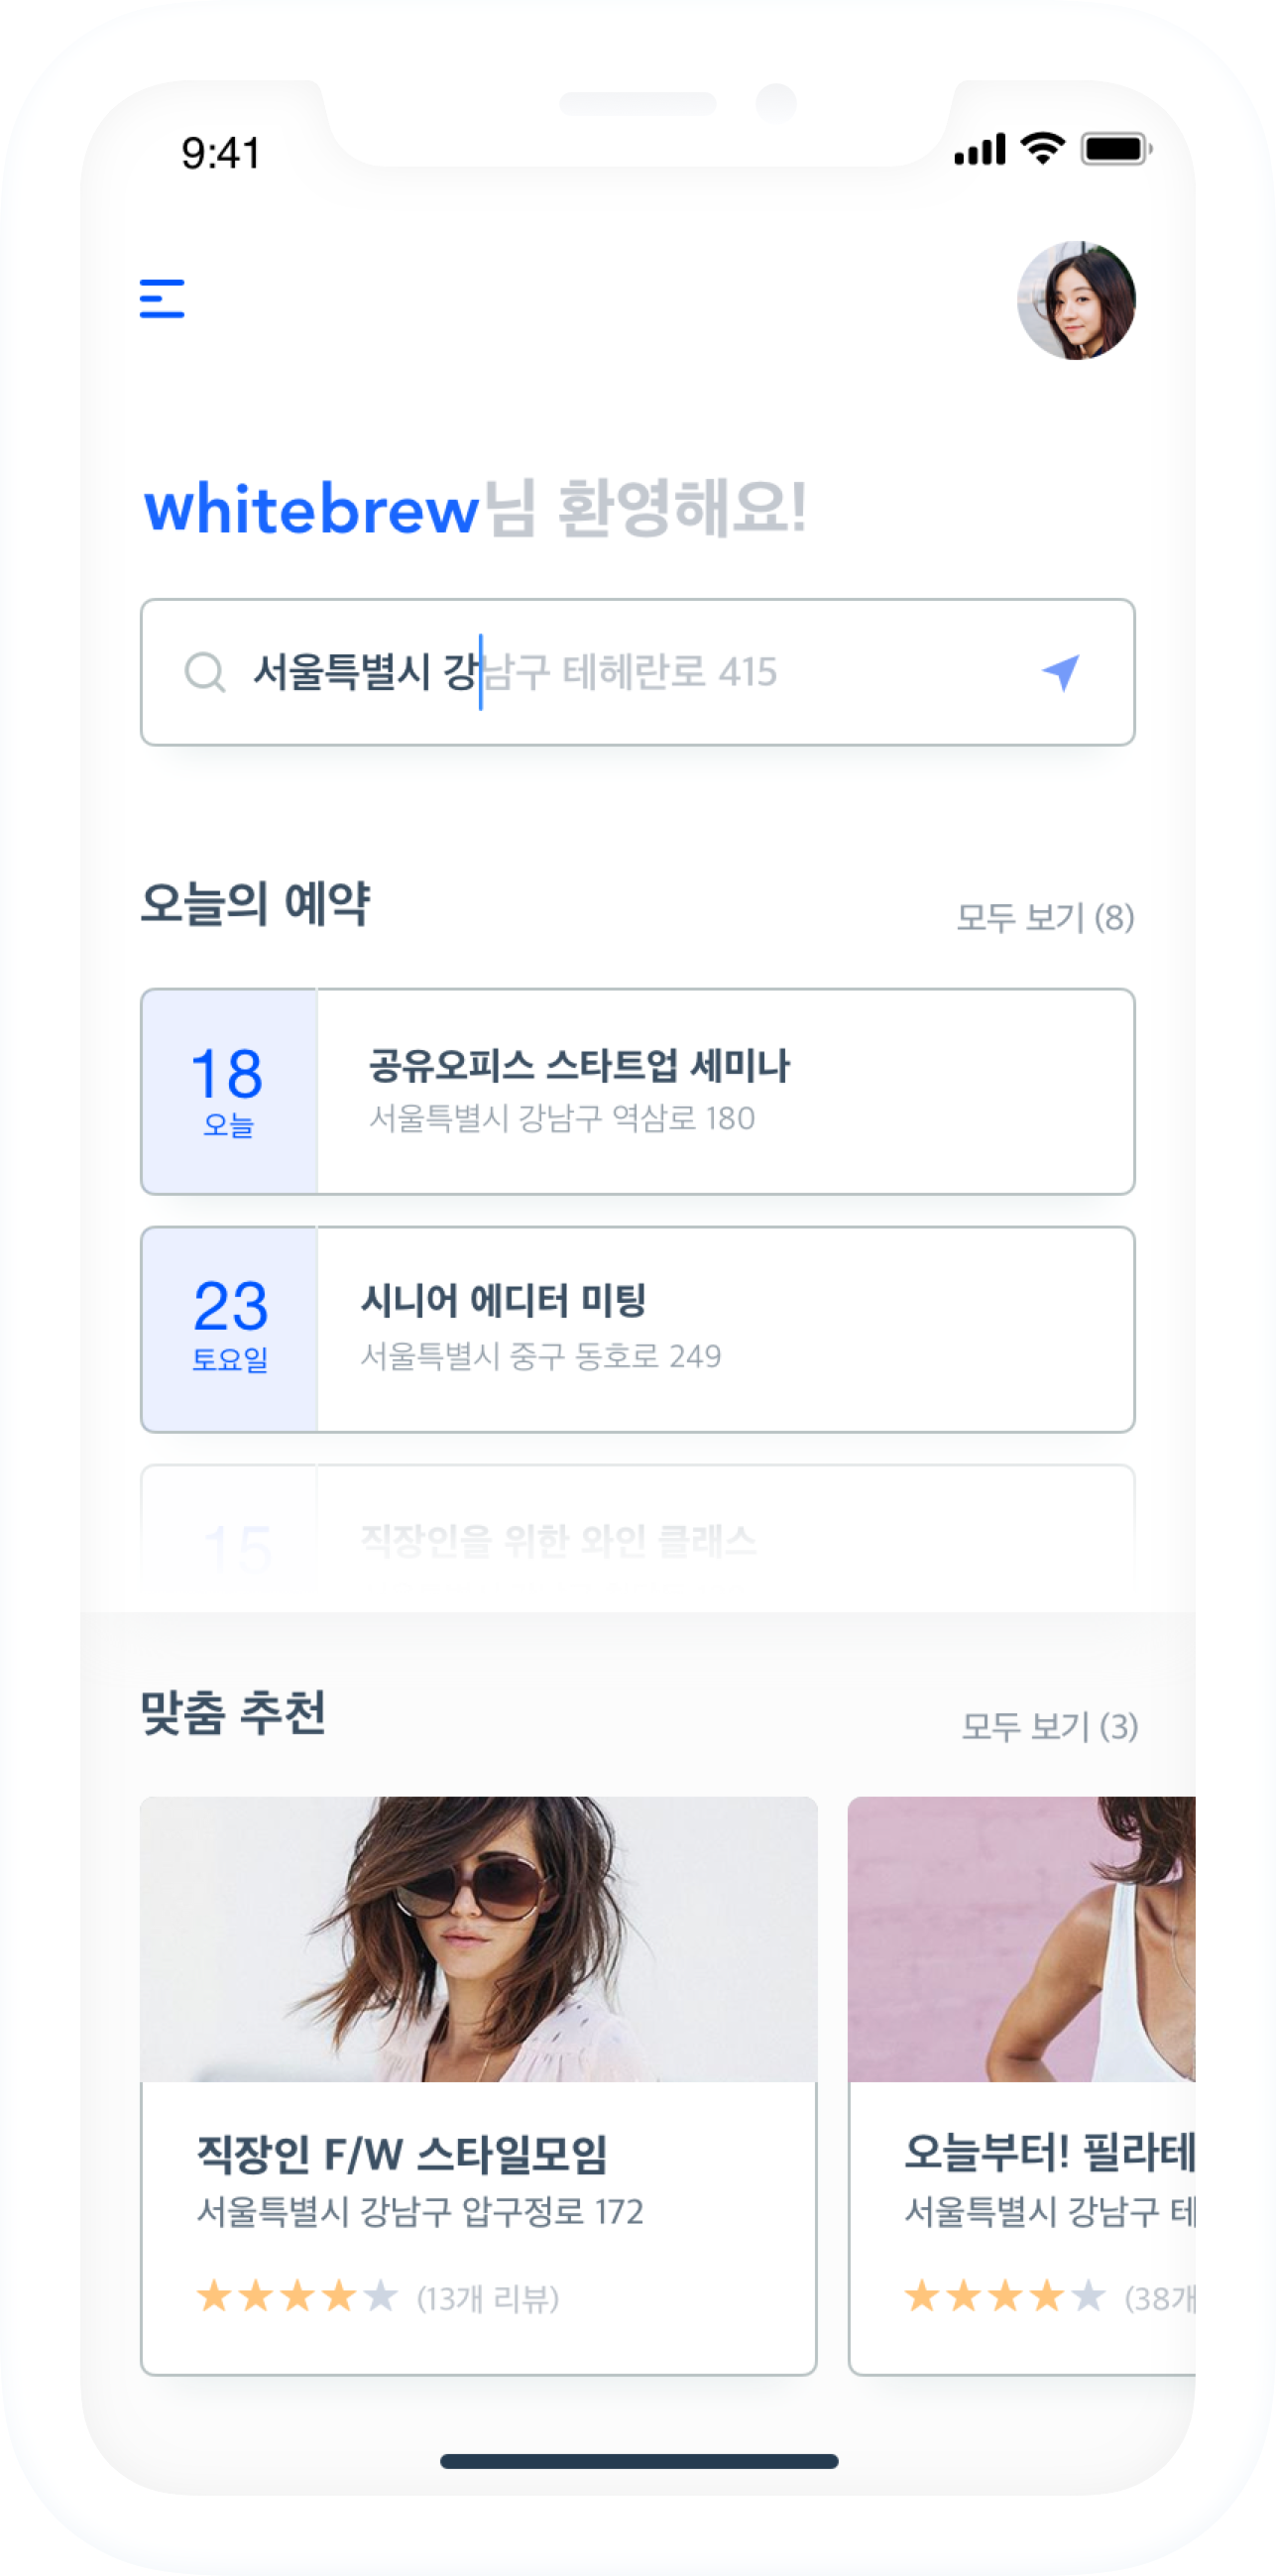 9:41
whitebrew님 환영해요!
서울특별시 강남구 테헤란로 415
오늘의 예약
모두 보기 (8)
18
오늘
공유오피스 스타트업 세미나
서울특별시 강남구 역삼로 180
23
토요일
시니어 에디터 미팅
서울특별시 중구 동호로 249
15
직장인을 위한 와인 클래스
맞춤 추천
모두 보기 (3)
직장인 F/W 스타일모임
서울특별시 강남구 압구정로 172
(13개 리뷰)
오늘부터! 필라테
서울특별시 강남구 테
(38개